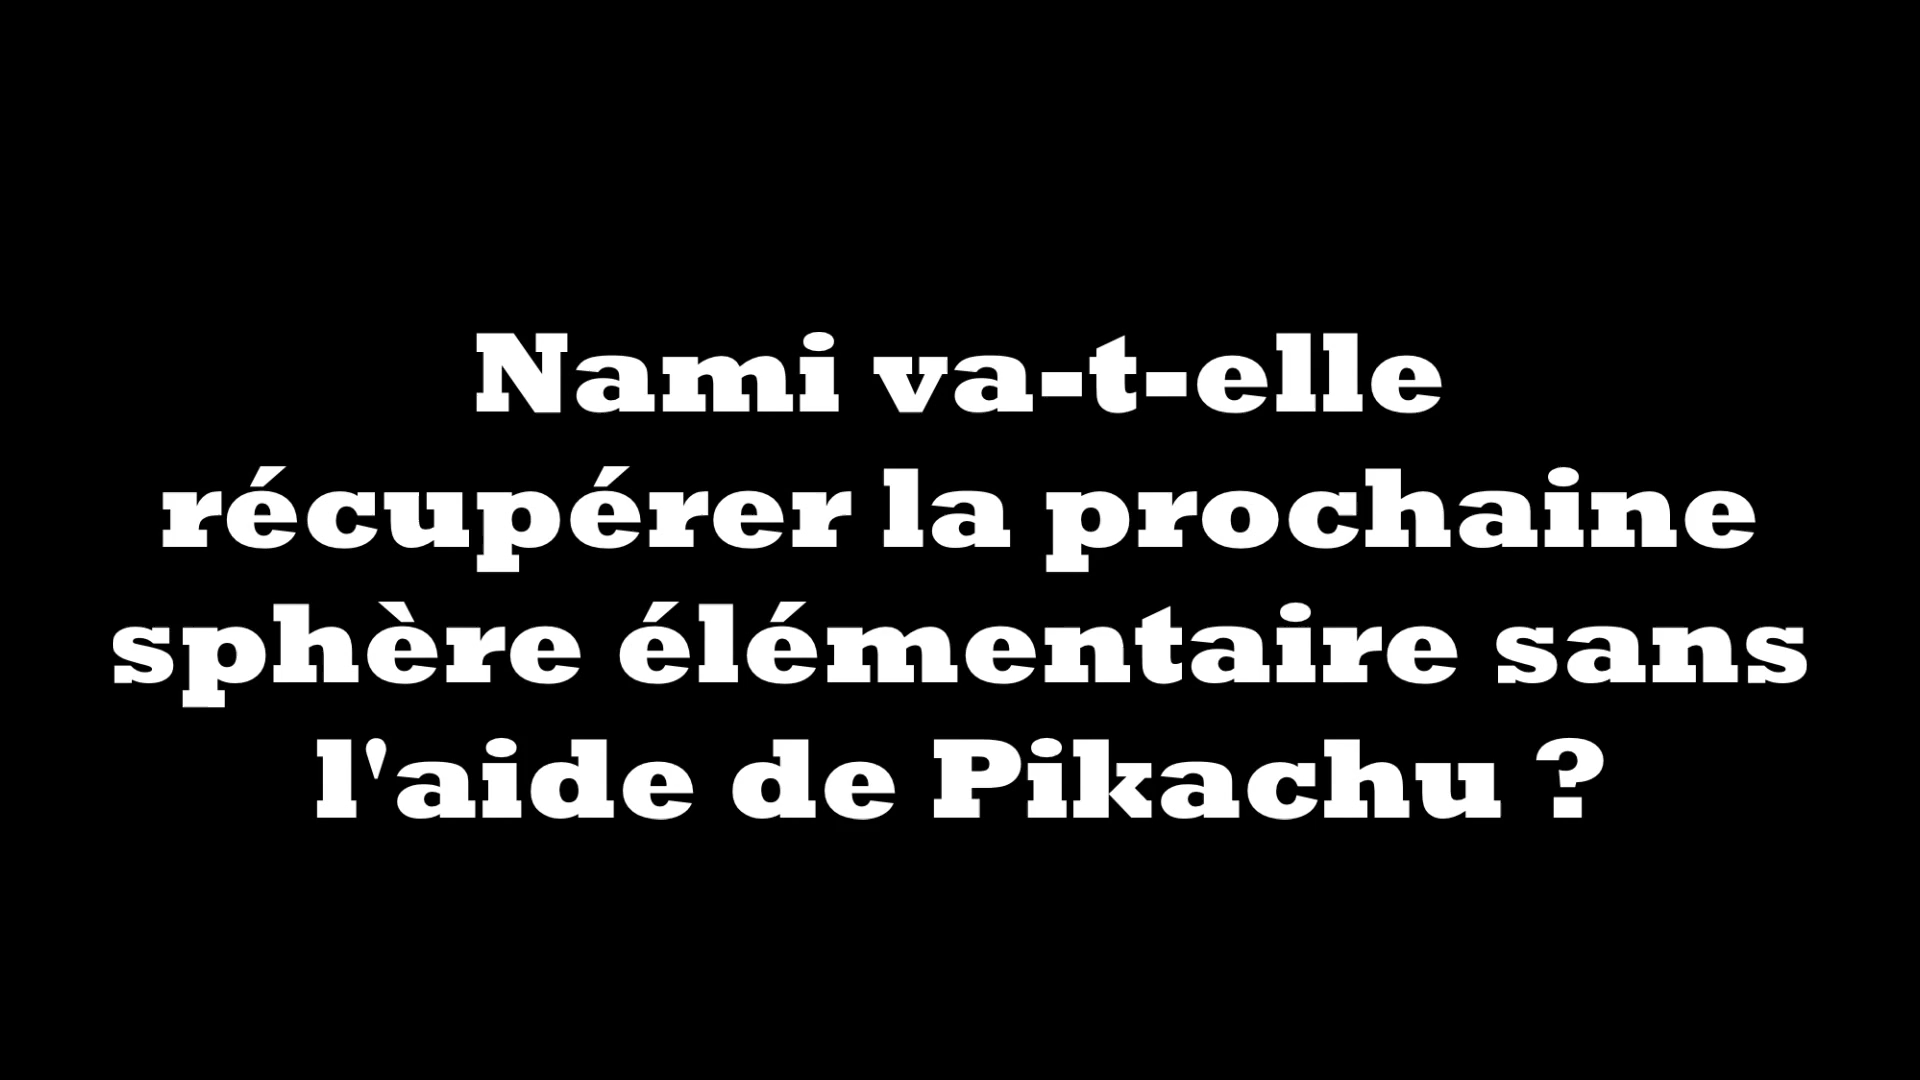 Nami va-t-elle
récupérer la prochaine
sphère élémentaire sans
l'aide de Pikachu ?